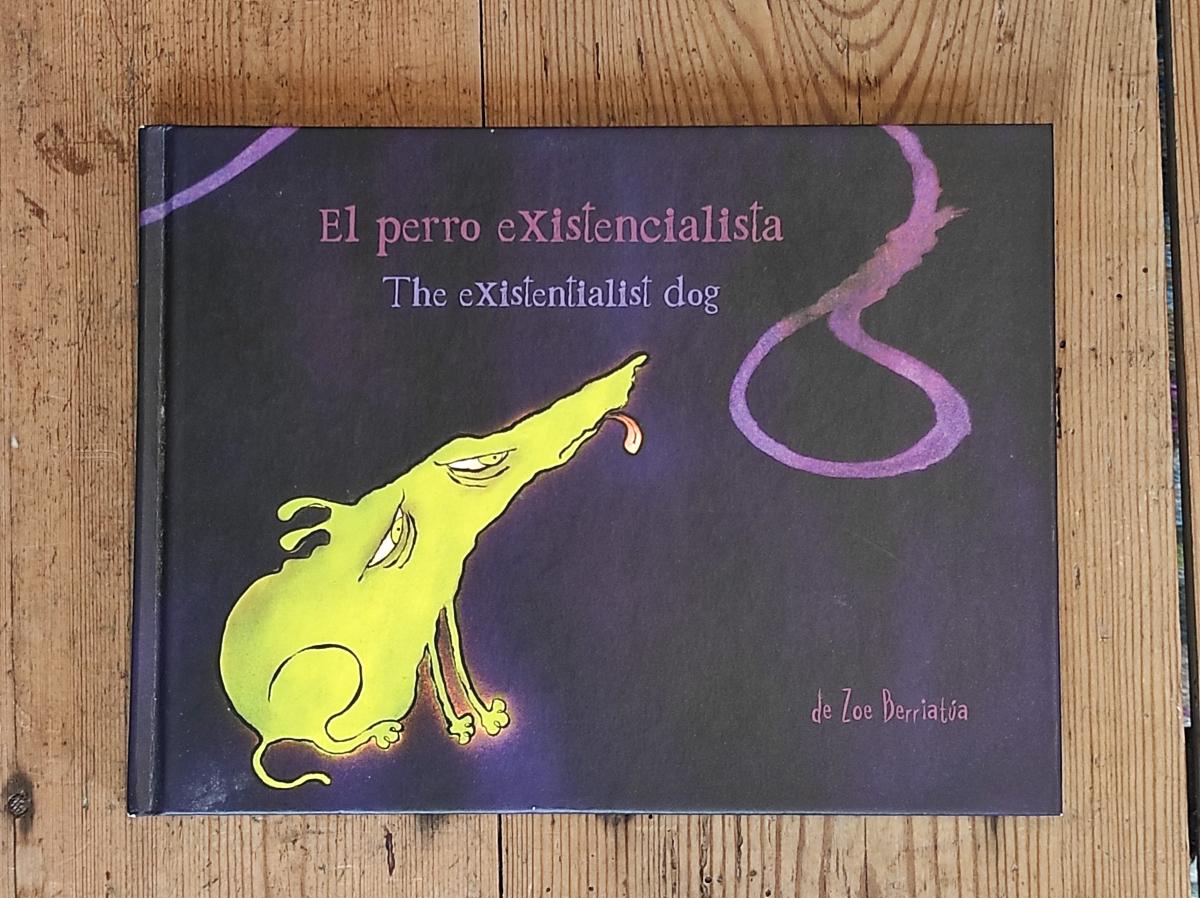 El perro eXistencialista
The eXistentialist dog
de Zoe Berriatúa